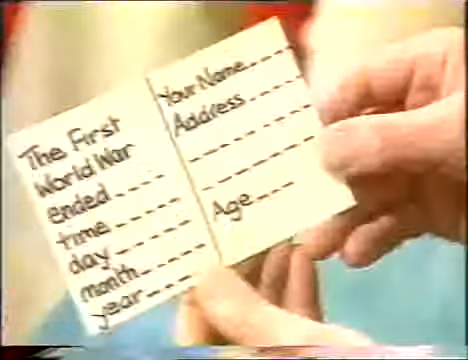 The First
World War
ended-----
time------
day------
month-----
year----
Your Name----
Address-----
---------
---------
Age----